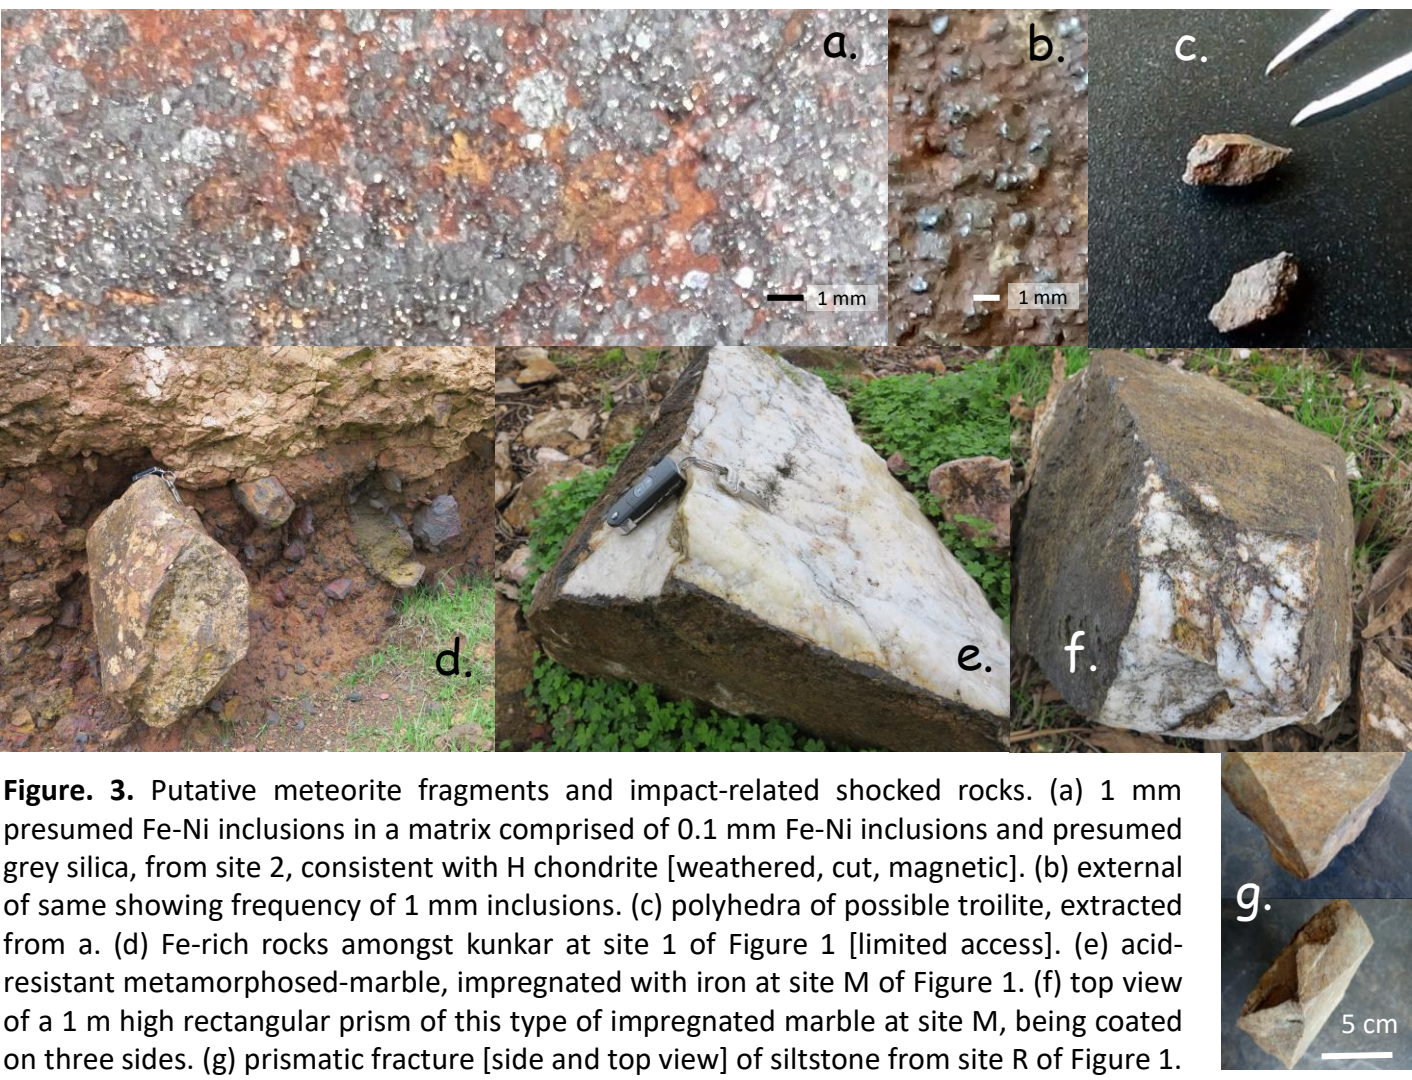 a.
b.
c.
1 mm
1 mm
d.
e.
f.
Figure. 3. Putative meteorite fragments and impact-related shocked rocks. (a) 1 mm
presumed Fe-Ni inclusions in a matrix comprised of 0.1 mm Fe-Ni inclusions and presumed
grey silica, from site 2, consistent with H chondrite [weathered, cut, magnetic]. (b) external
of same showing frequency of 1 mm inclusions. (c) polyhedra of possible troilite, extracted
from a. (d) Fe-rich rocks amongst kunkar at site 1 of Figure 1 [limited access]. (e) acid-
resistant metamorphosed-marble, impregnated with iron at site M of Figure 1. (f) top view
of a 1 m high rectangular prism of this type of impregnated marble at site M, being coated
on three sides. (g) prismatic fracture [side and top view] of siltstone from site R of Figure 1.
g.
5 cm